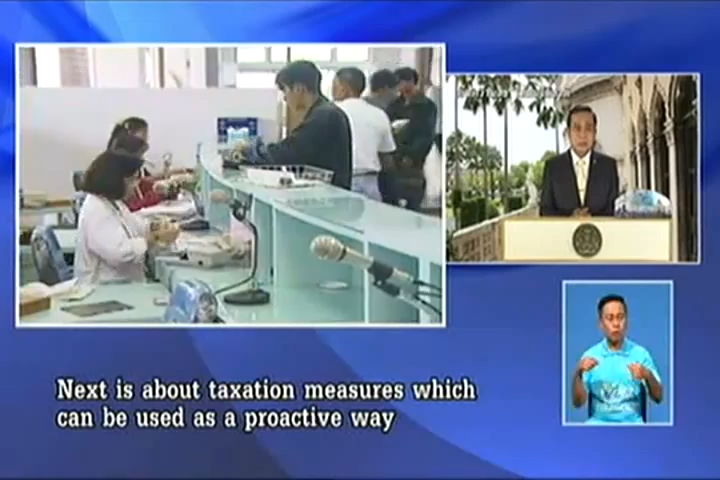 Next is about taxation measures which
can be used as a proactive way